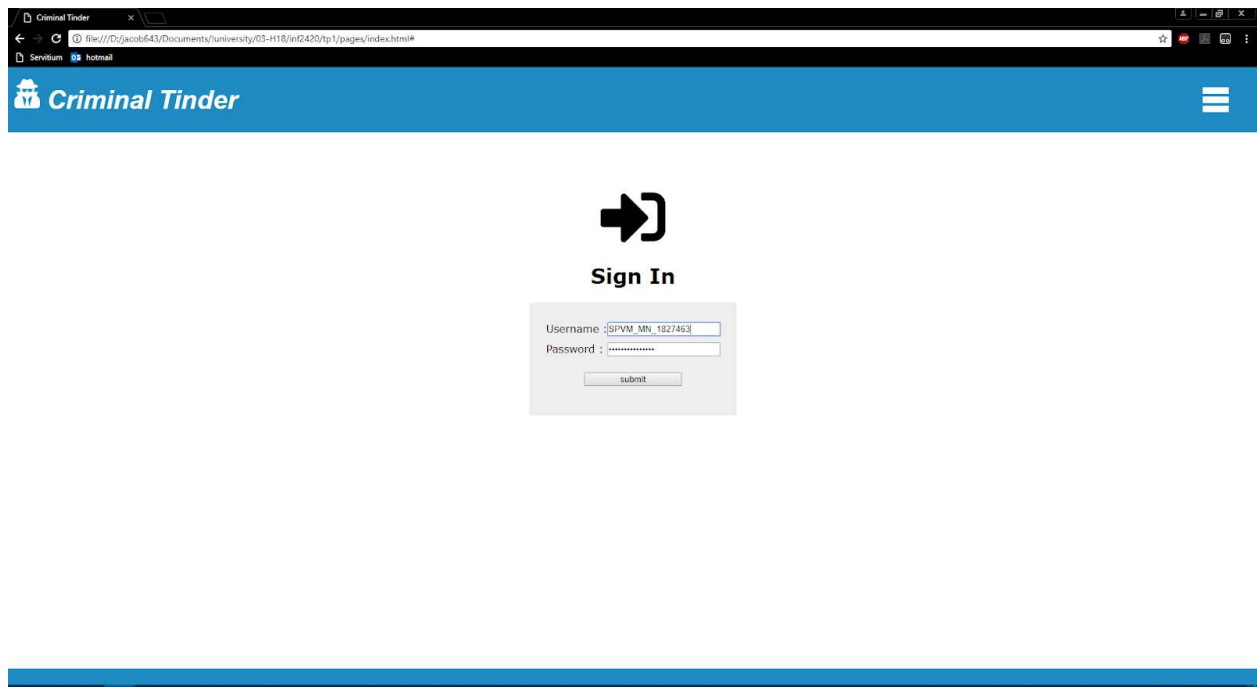 Criminal Tinder
file:///D:/jacob643/Documents/!university/03-H18/inf2420/tp1/pages/index.html#
Servitium hotmail
Criminal Tinder
Sign In
Username : SPVM_MN_1827463
Password : •••••••••••••••
submit